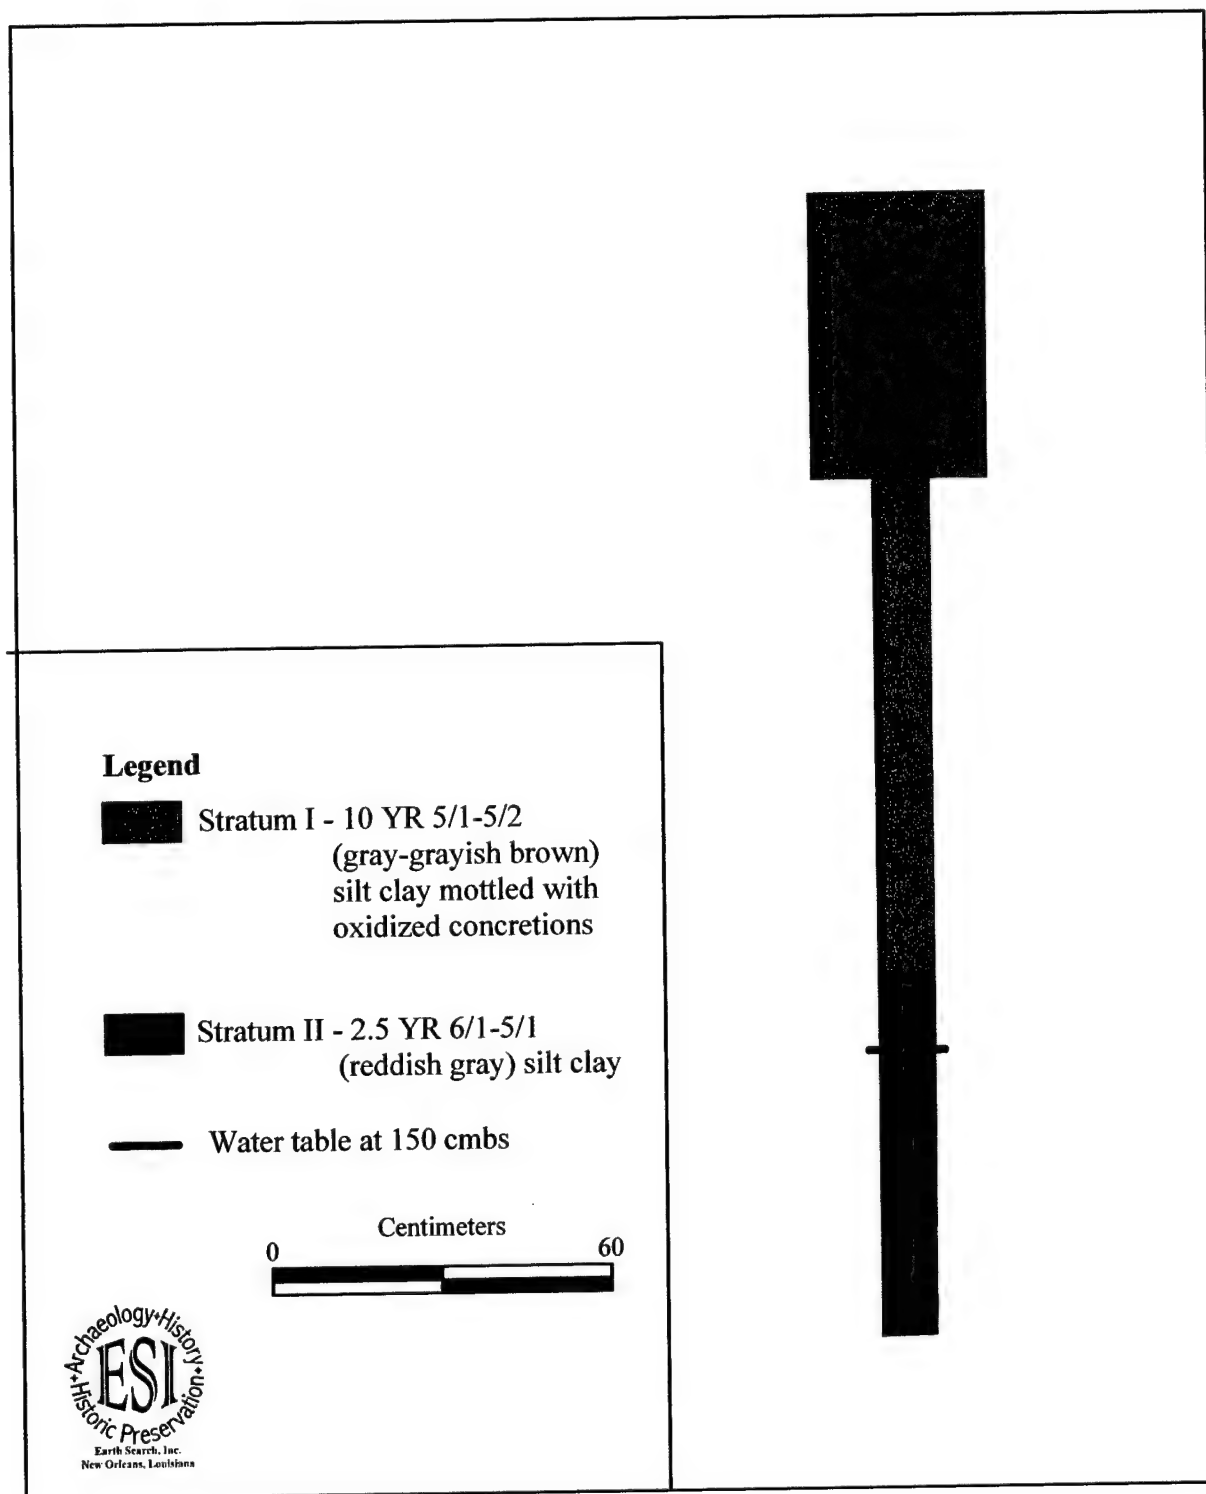 Legend
Stratum I - 10 YR 5/1-5/2
(gray-grayish brown)
silt clay mottled with
oxidized concretions
Stratum II - 2.5 YR 6/1-5/1
(reddish gray) silt clay
Water table at 150 cmbs
Centimeters
0 60
Archaeology•History•
Historic Preservation•
ESI
Earth Search, Inc.
New Orleans, Louisiana